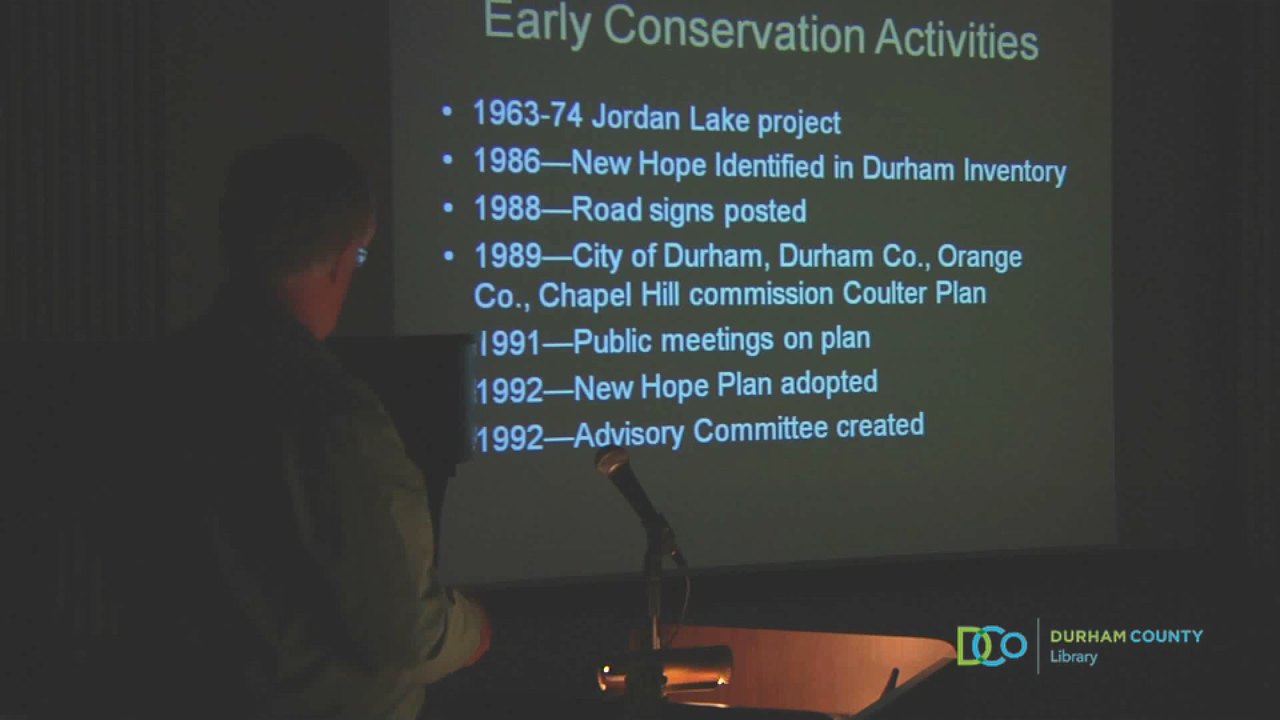 Early Conservation Activities
• 1963-74 Jordan Lake project
• 1986—New Hope Identified in Durham Inventory
• 1988—Road signs posted
• 1989—City of Durham, Durham Co., Orange
Co., Chapel Hill commission Coulter Plan
1991—Public meetings on plan
1992—New Hope Plan adopted
1992—Advisory Committee created
DCo DURHAM COUNTY
Library